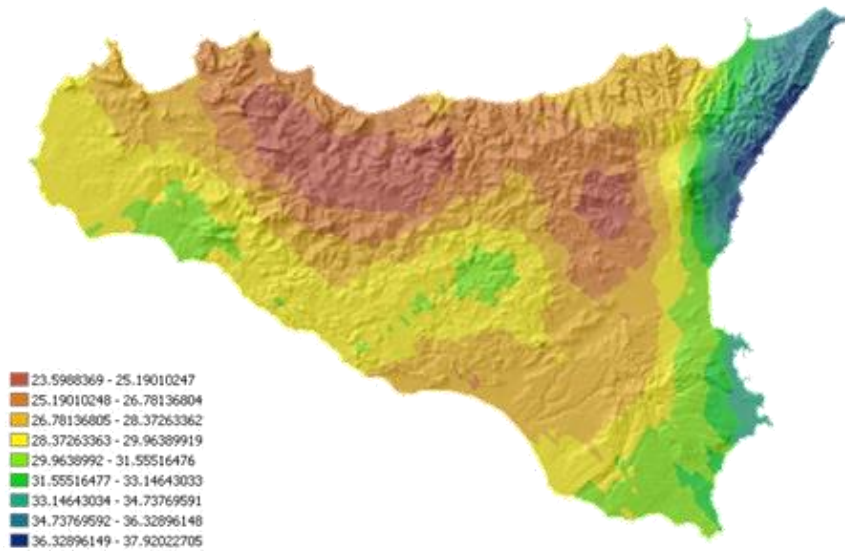 23.5988369 - 25.19010247
25.19010248 - 26.78136804
26.78136805 - 28.37263362
28.37263363 - 29.96389919
29.9638992 - 31.55516476
31.55516477 - 33.14643033
33.14643034 - 34.73769591
34.73769592 - 36.32896148
36.32896149 - 37.92022705